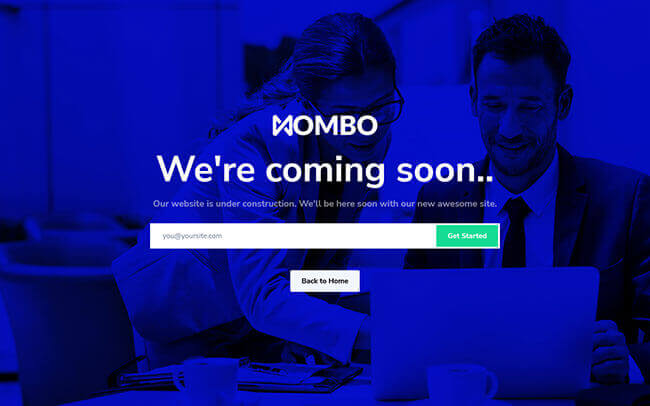 MOMBO
We're coming soon..
Our website is under construction. We'll be here soon with our new awesome site.
you@yoursite.com
Get Started
Back to Home